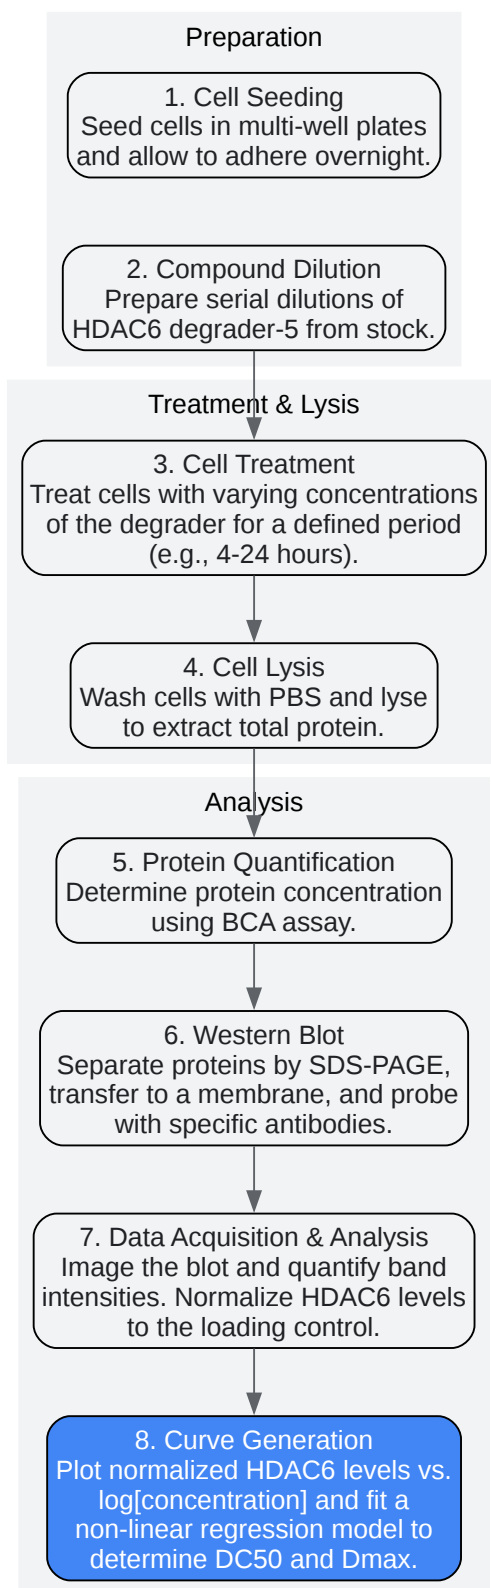 Preparation
1. Cell Seeding
Seed cells in multi-well plates
and allow to adhere overnight.
2. Compound Dilution
Prepare serial dilutions of
HDAC6 degrader-5 from stock.
Treatment & Lysis
3. Cell Treatment
Treat cells with varying concentrations
of the degrader for a defined period
(e.g., 4-24 hours).
4. Cell Lysis
Wash cells with PBS and lyse
to extract total protein.
Analysis
5. Protein Quantification
Determine protein concentration
using BCA assay.
6. Western Blot
Separate proteins by SDS-PAGE,
transfer to a membrane, and probe
with specific antibodies.
7. Data Acquisition & Analysis
Image the blot and quantify band
intensities. Normalize HDAC6 levels
to the loading control.
8. Curve Generation
Plot normalized HDAC6 levels vs.
log[concentration] and fit a
non-linear regression model to
determine DC50 and Dmax.